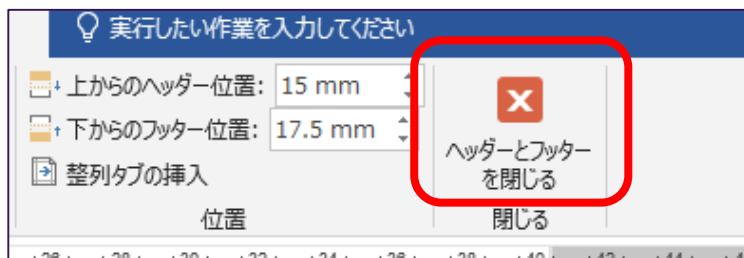 実行したい作業を入力してください
上からのヘッダー位置: 15 mm
下からのフッター位置: 17.5 mm
整列タブの挿入
位置
ヘッダーとフッター
を閉じる
閉じる